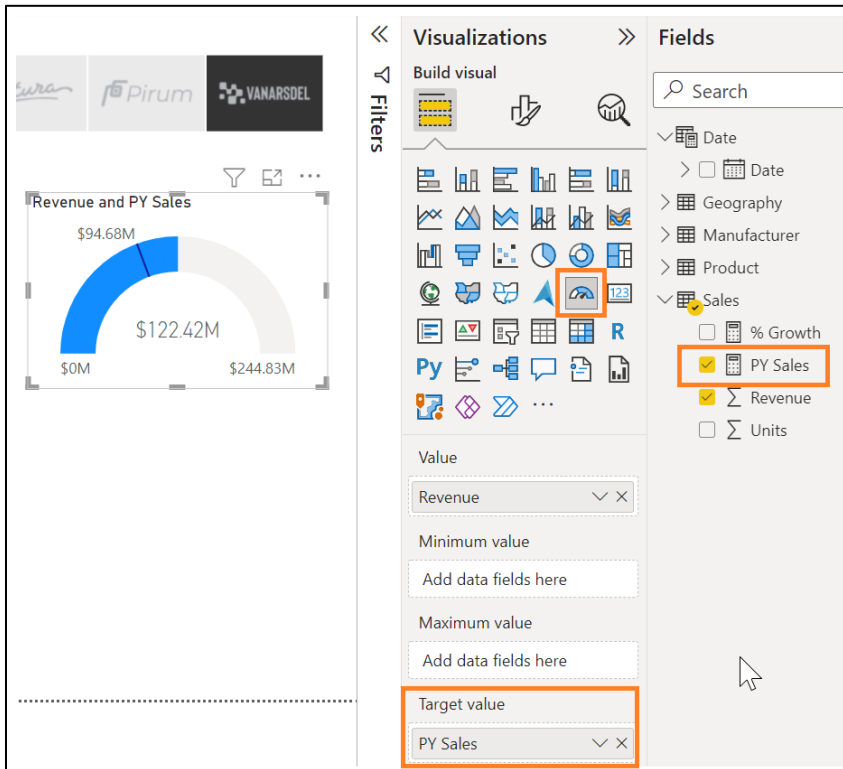 Pirum
VANARSDEL
Revenue and PY Sales
$94.68M
$122.42M
$0M
$244.83M
Filters
Visualizations
Build visual
123
R
Py
Value
Revenue
Minimum value
Add data fields here
Maximum value
Add data fields here
Target value
PY Sales
Fields
Search
Date
Date
Geography
Manufacturer
Product
Sales
% Growth
PY Sales
Revenue
Units